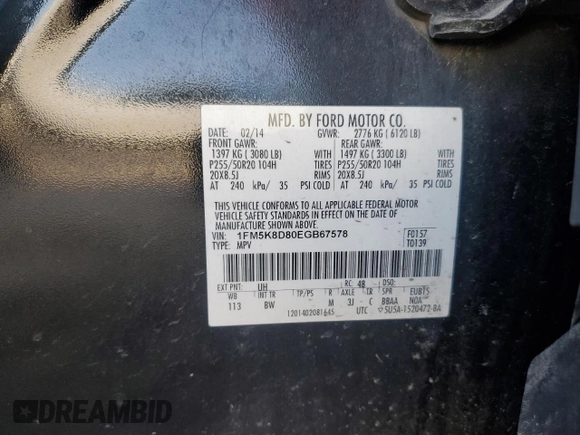 MFD. BY FORD MOTOR CO.
DATE: 02/14 GVWR: 2776 KG ( 6120 LB)
FRONT GAWR: REAR GAWR:
1397 KG ( 3080 LB) WITH 1497 KG ( 3300 LB) WITH
P255/50R20 104H TIRES P255/50R20 104H TIRES
20X8.5J RIMS 20X8.5J RIMS
AT 240 kPa/ 35 PSI COLD AT 240 kPa/ 35 PSI COLD
THIS VEHICLE CONFORMS TO ALL APPLICABLE FEDERAL MOTOR
VEHICLE SAFETY STANDARDS IN EFFECT ON THE DATE OF
MANUFACTURE SHOWN ABOVE.
VIN: 1FM5K8D80EGB67578 F0157
TYPE: MPV T0139
EXT PNT: UH RC: 48 DSO:
WB INT TR TP/PS R AXLE TR SPR EUBT5
113 BW M 3J C BBAA NOA
1201402081645 UTC 5USA-1520472-BA
DREAMBID